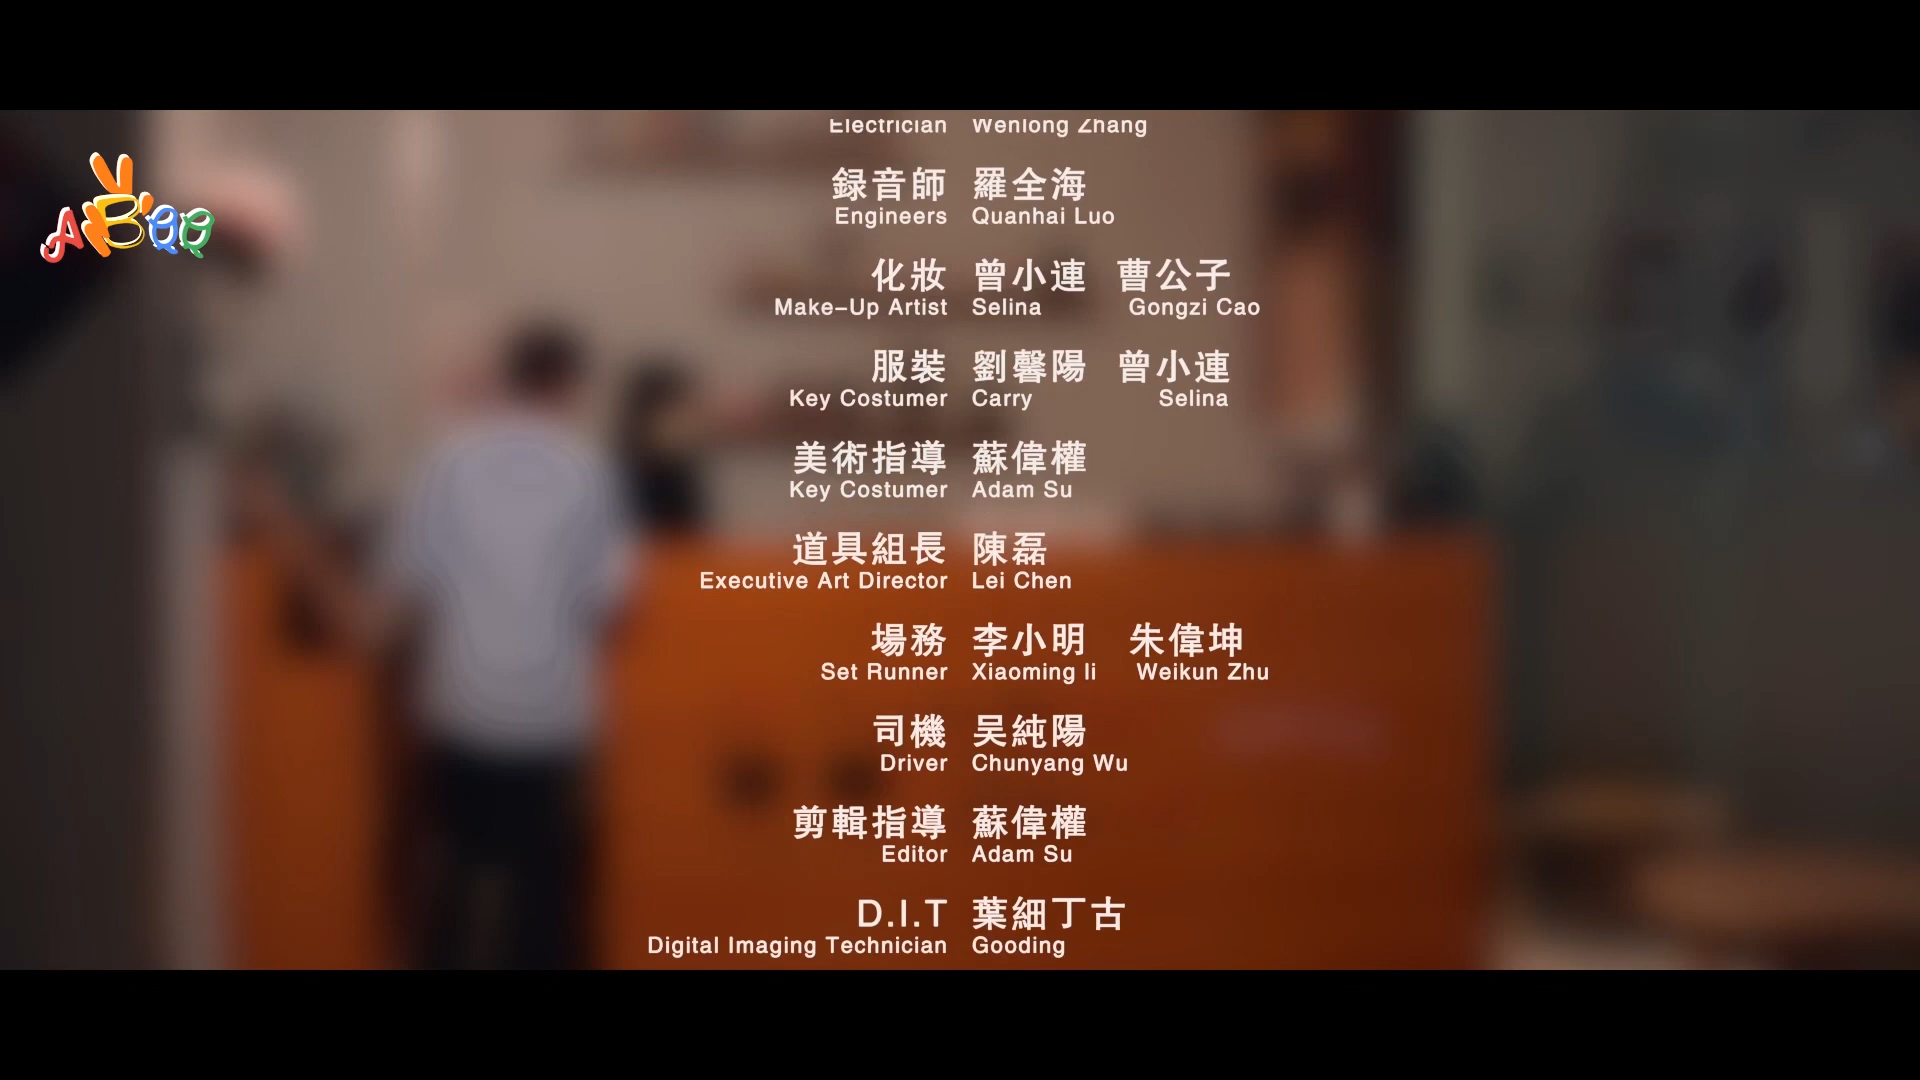 Electrician Wenlong Zhang
A B'QQ
録音師 羅全海
Engineers Quanhai Luo
化妝 曾小連 曹公子
Make-Up Artist Selina Gongzi Cao
服裝 劉馨陽 曾小連
Key Costumer Carry Selina
美術指導 蘇偉權
Key Costumer Adam Su
道具組長 陳磊
Executive Art Director Lei Chen
場務 李小明 朱偉坤
Set Runner Xiaoming li Weikun Zhu
司機 吴純陽
Driver Chunyang Wu
剪輯指導 蘇偉權
Editor Adam Su
D.I.T 葉細丁古
Digital Imaging Technician Gooding